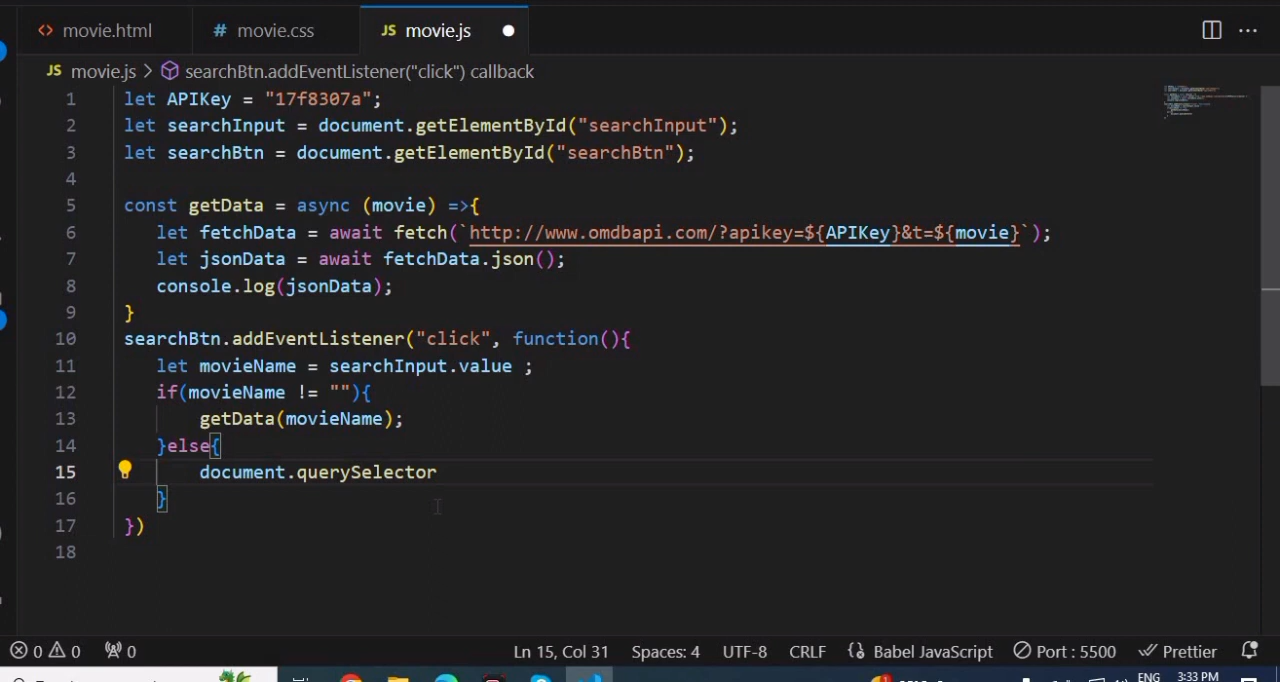 movie.html
# movie.css
JS movie.js
JS movie.js > searchBtn.addEventListener("click") callback
1 let APIKey = "17f8307a";
2 let searchInput = document.getElementById("searchInput");
3 let searchBtn = document.getElementById("searchBtn");
4
5 const getData = async (movie) =>{
6 let fetchData = await fetch(`http://www.omdbapi.com/?apikey=${APIKey}&t=${movie}`);
7 let jsonData = await fetchData.json();
8 console.log(jsonData);
9 }
10 searchBtn.addEventListener("click", function(){
11 let movieName = searchInput.value ;
12 if(movieName != ""){
13 getData(movieName);
14 }else{
15 document.querySelector
16 }
17 })
18
0 0 0 Ln 15, Col 31 Spaces: 4 UTF-8 CRLF Babel JavaScript Port : 5500 Prettier
ENG 3:33 PM